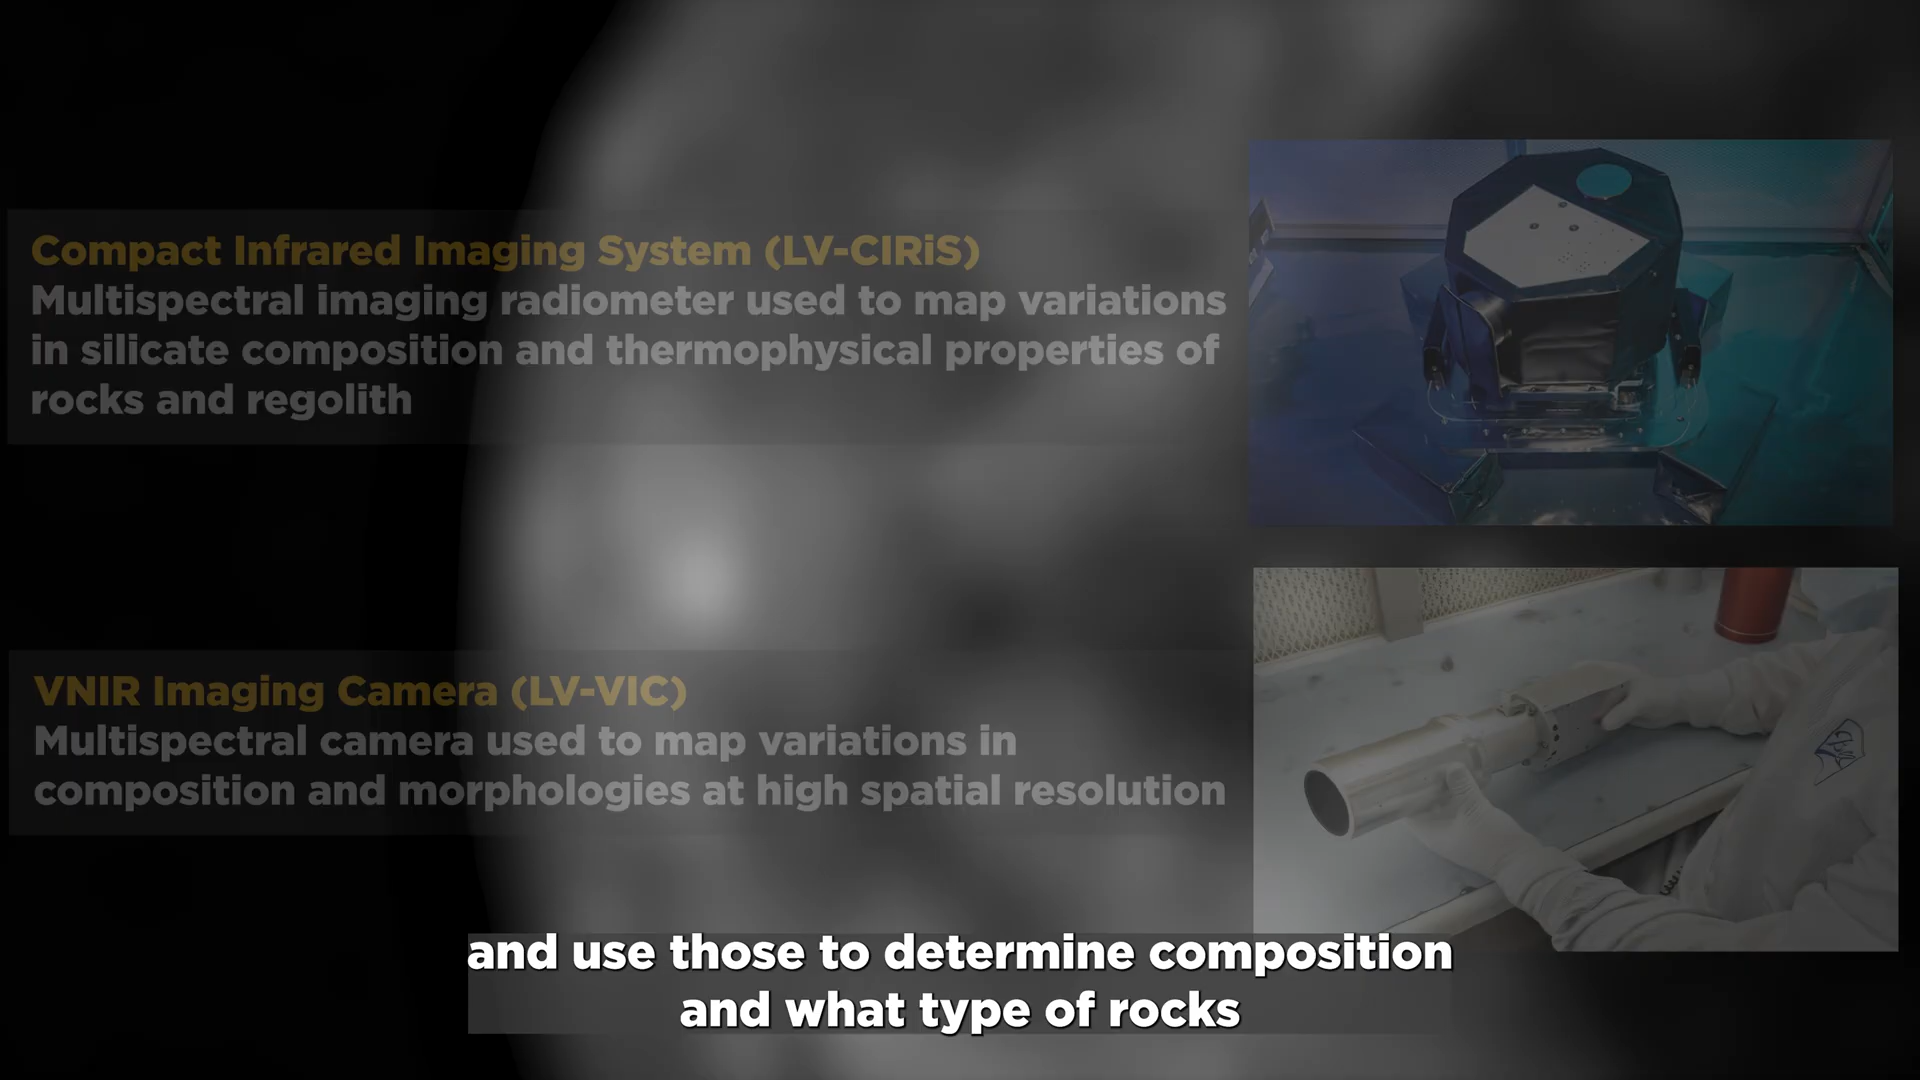 Compact Infrared Imaging System (LV-CIRiS)
Multispectral imaging radiometer used to map variations
in silicate composition and thermophysical properties of
rocks and regolith
VNIR Imaging Camera (LV-VIC)
Multispectral camera used to map variations in
composition and morphologies at high spatial resolution
and use those to determine composition
and what type of rocks